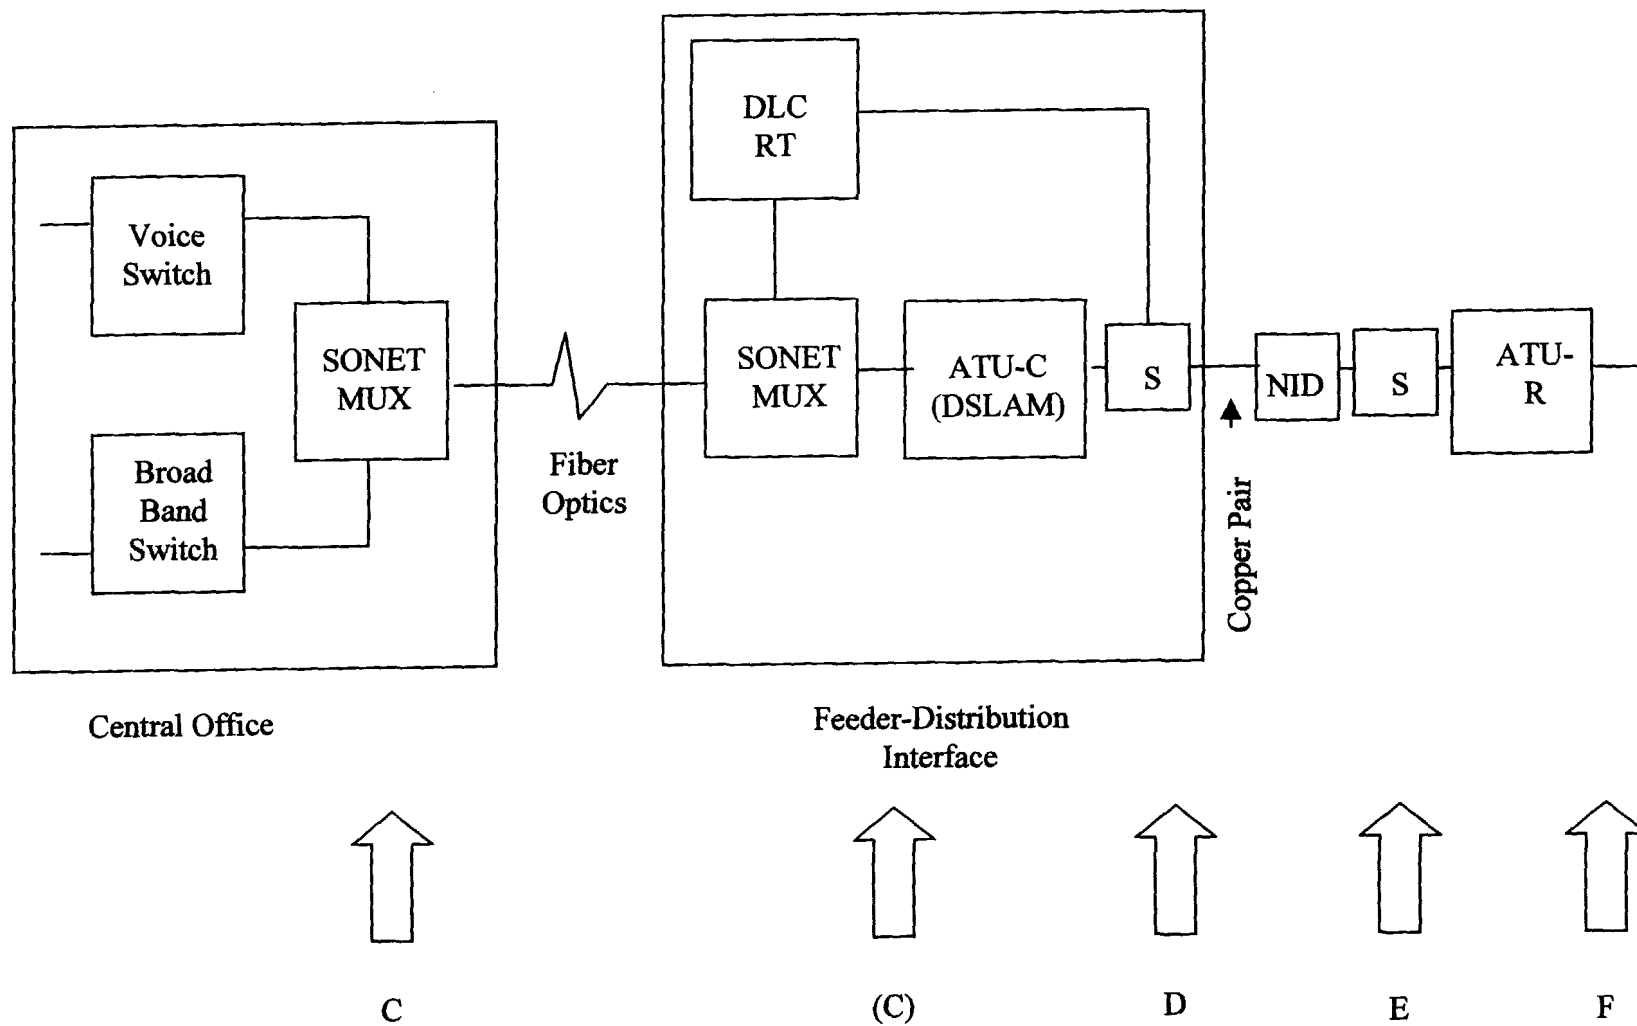 Voice
Switch
Broad
Band
Switch
SONET
MUX
Central Office
Fiber
Optics
DLC
RT
SONET
MUX
ATU-C
(DSLAM)
S
Feeder-Distribution
Interface
Copper Pair
NID
S
ATU-
R
C
(C)
D
E
F